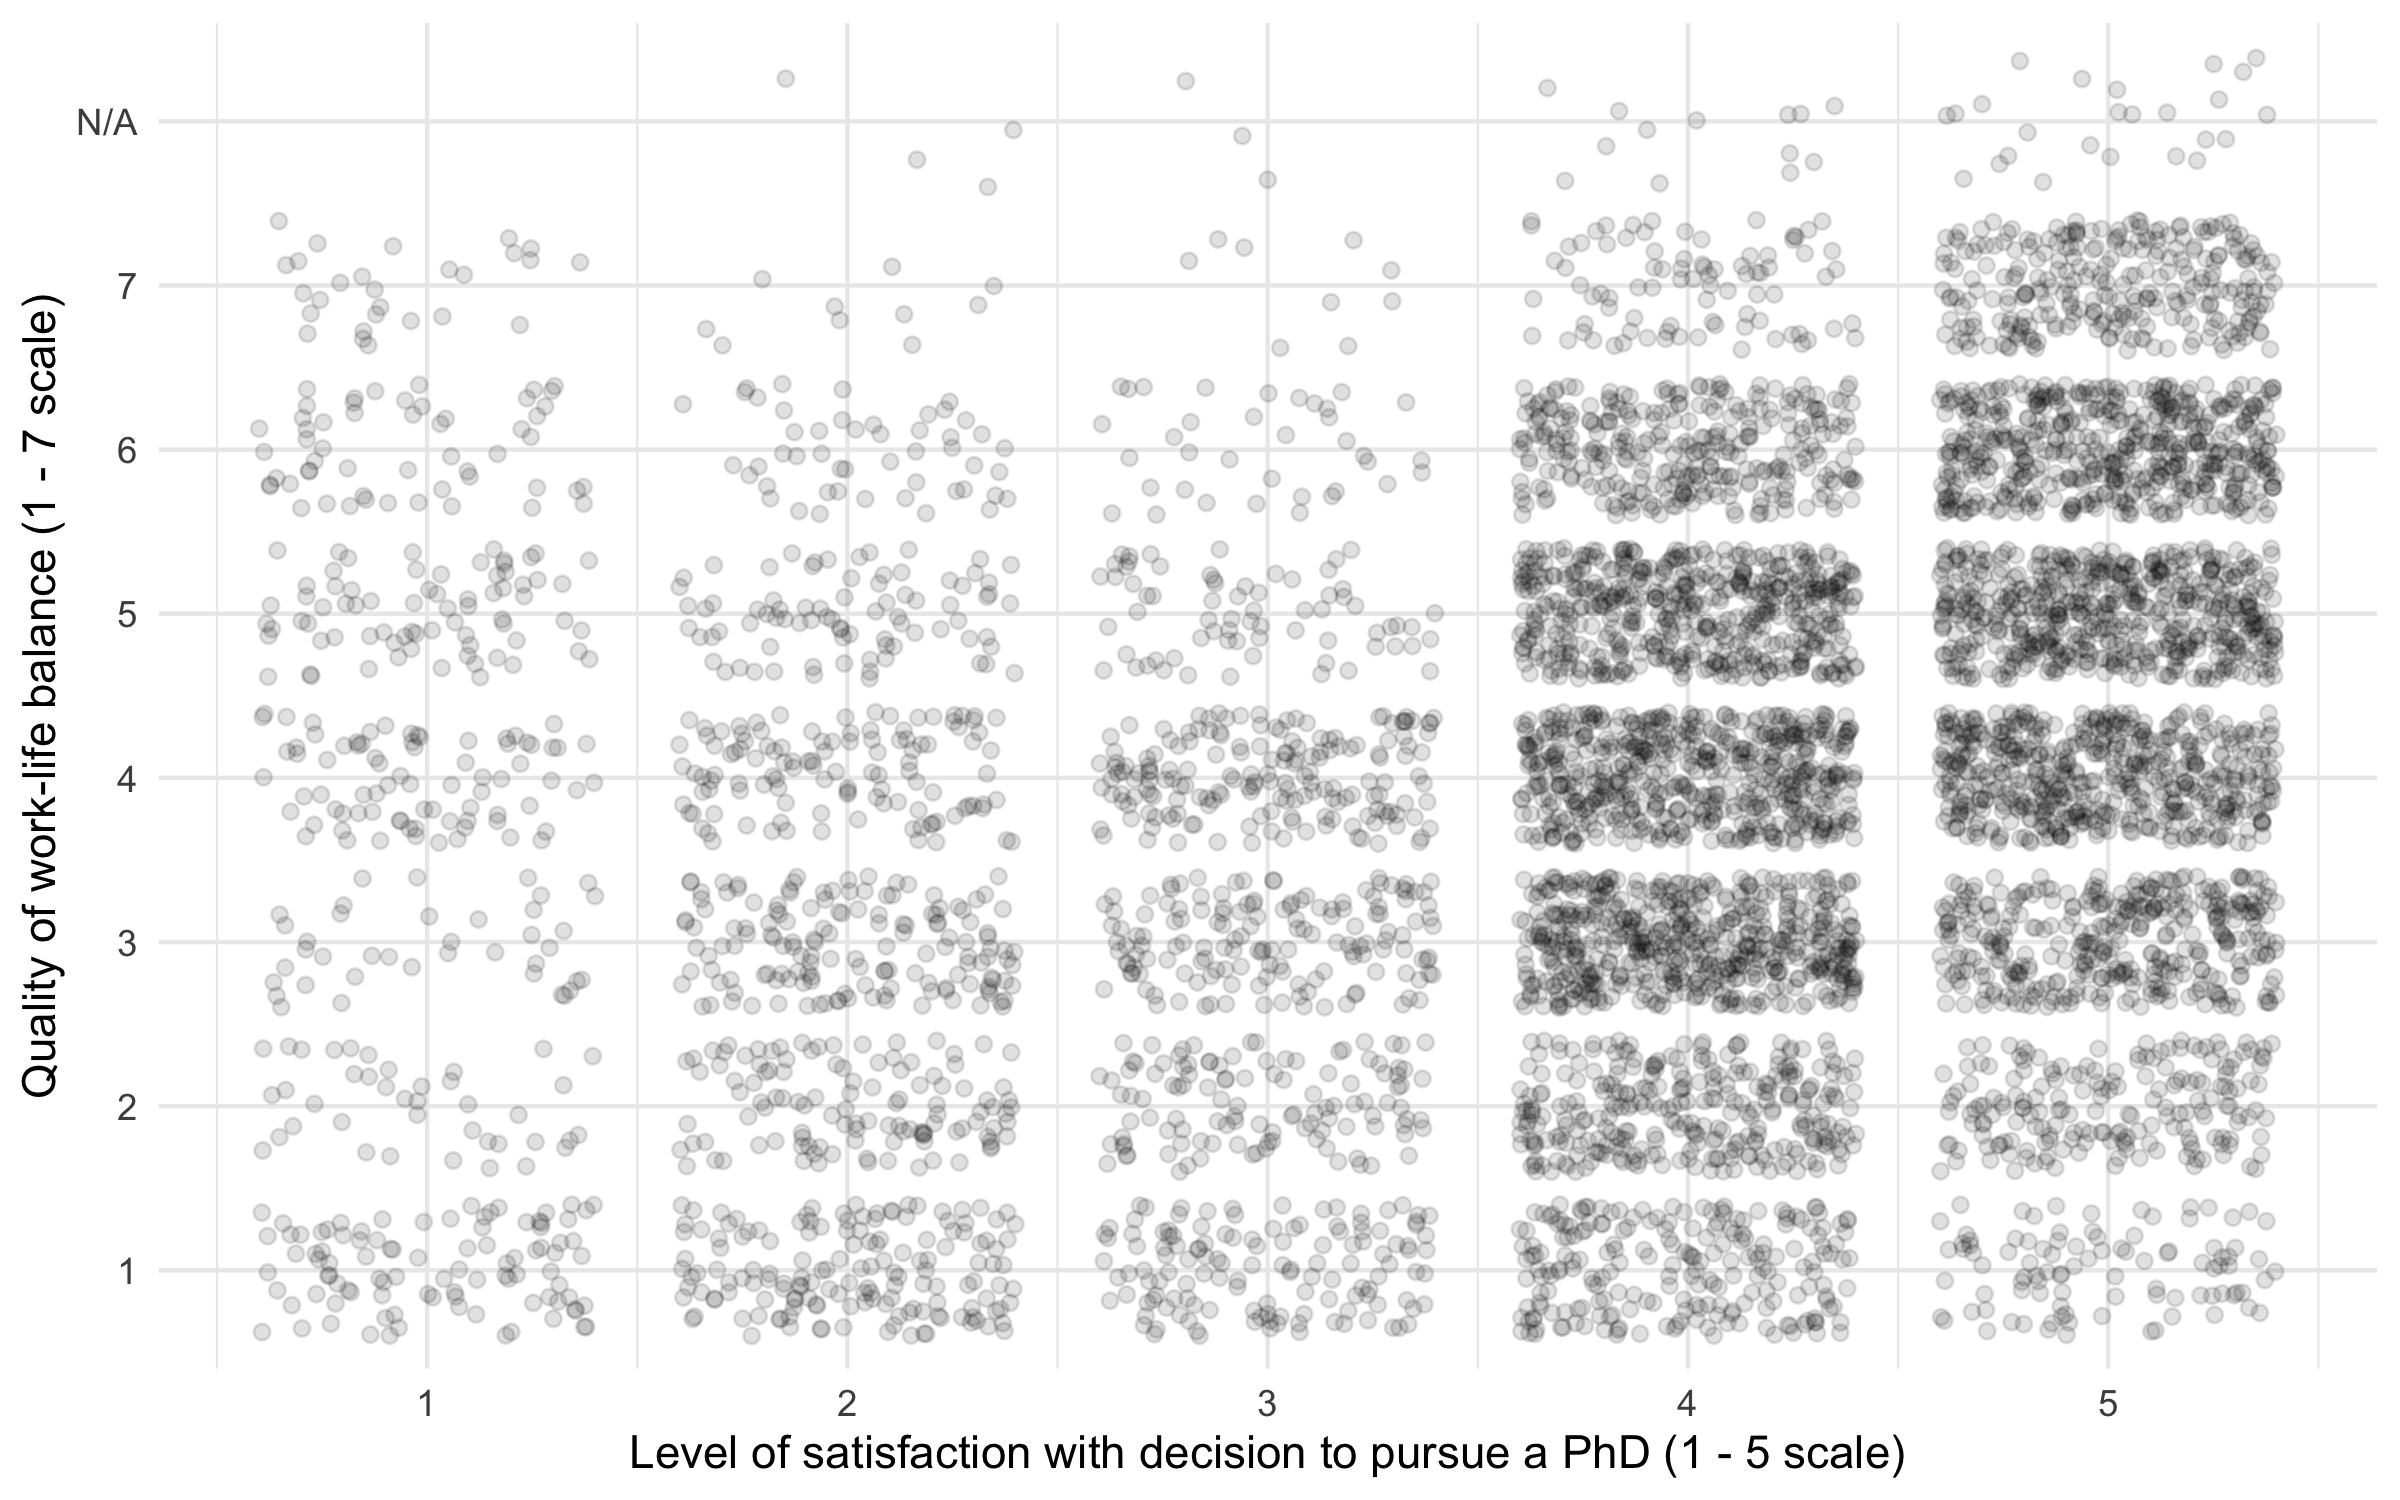 Quality of work-life balance (1 - 7 scale)
N/A
7
6
5
4
3
2
1
1 2 3 4 5
Level of satisfaction with decision to pursue a PhD (1 - 5 scale)